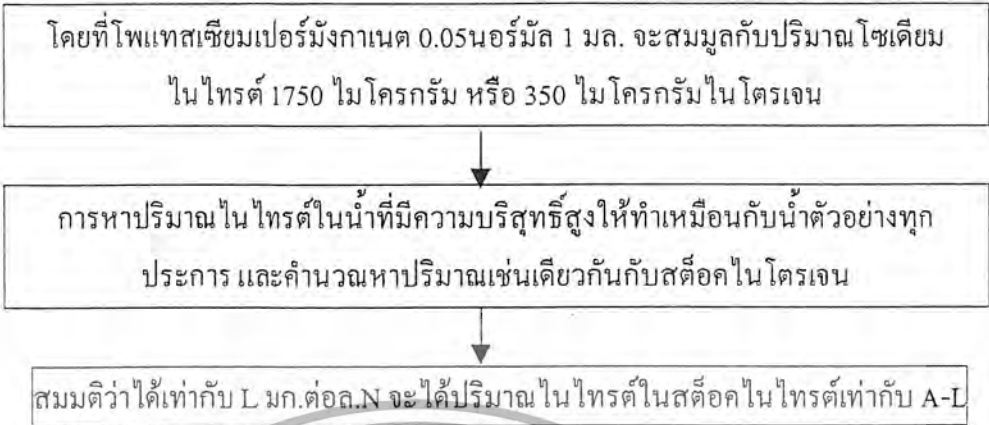 โดยที่โพแทสเซียมเปอร์มังกาเนต 0.05นอร์มัล 1 มล. จะสมมูลกับปริมาณโซเดียม
ในไทรต์ 1750 ไมโครกรัม หรือ 350 ไมโครกรัมในโตรเจน
การหาปริมาณไนไทรต์ในน้ำที่มีความบริสุทธิ์สูงให้ทำเหมือนกับน้ำตัวอย่างทุก
ประการ และคำนวณหาปริมาณเช่นเดียวกันกับสต็อคไนโตรเจน
สมมติว่าได้เท่ากับ L มก.ต่อล.N จะได้ปริมาณไนไทรต์ในสต็อคไนไทรต์เท่ากับ A-L